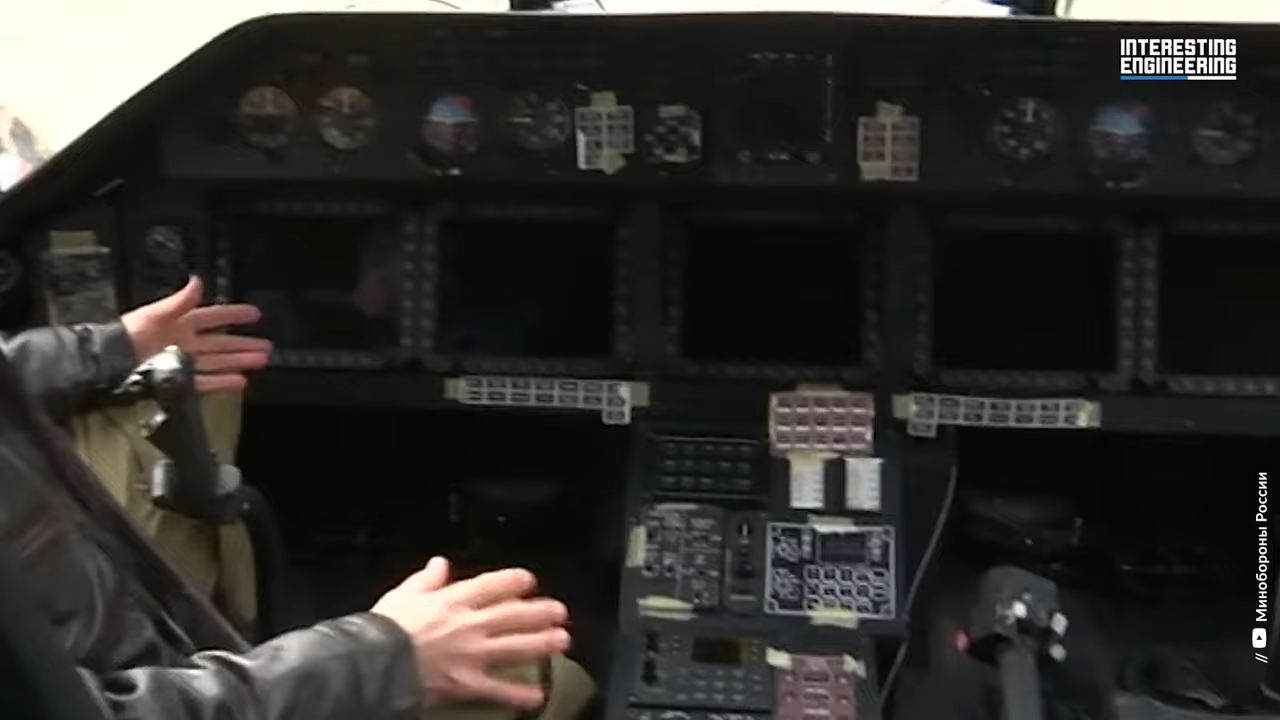 INTERESTING
ENGINEERING
// Минобороны России